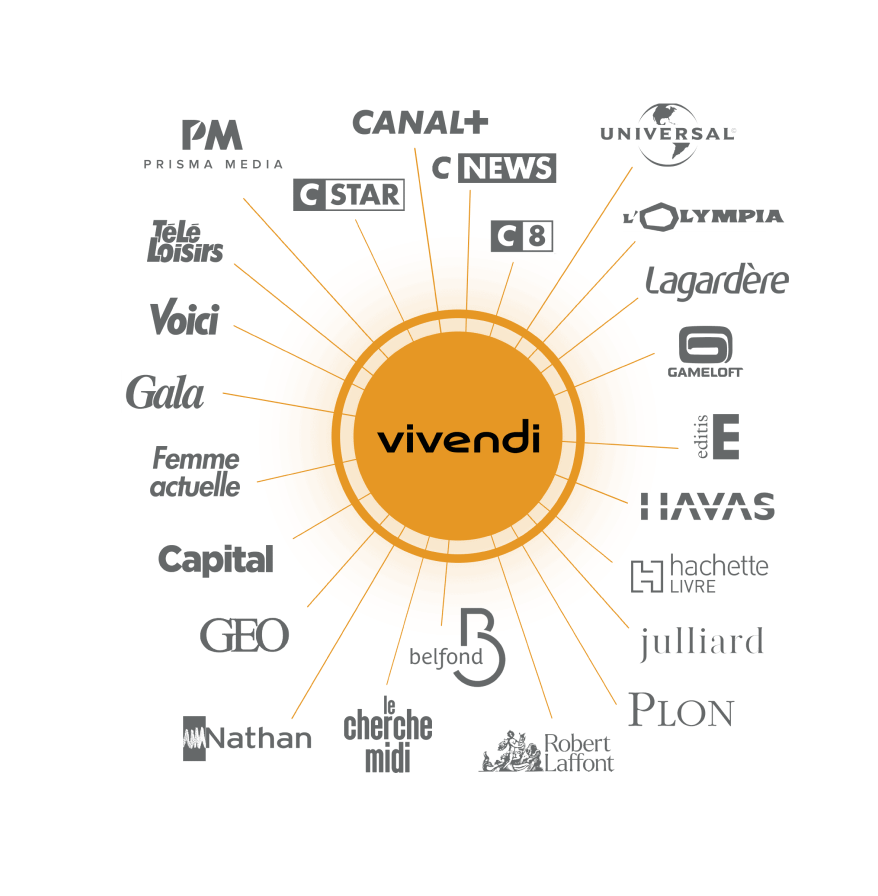 CANAL+
PM
PRISMA MEDIA
UNIVERSAL
C NEWS
C STAR
L'OLYMPIA
C 8
TéLé
Loisirs
Lagardère
Voici
GAMELOFT
Gala
editis E
vivendi
Femme
actuelle
HAVAS
Capital
hachette
LIVRE
GEO
B
belfond
julliard
PLON
le
cherche
midi
Nathan
Robert
Laffont